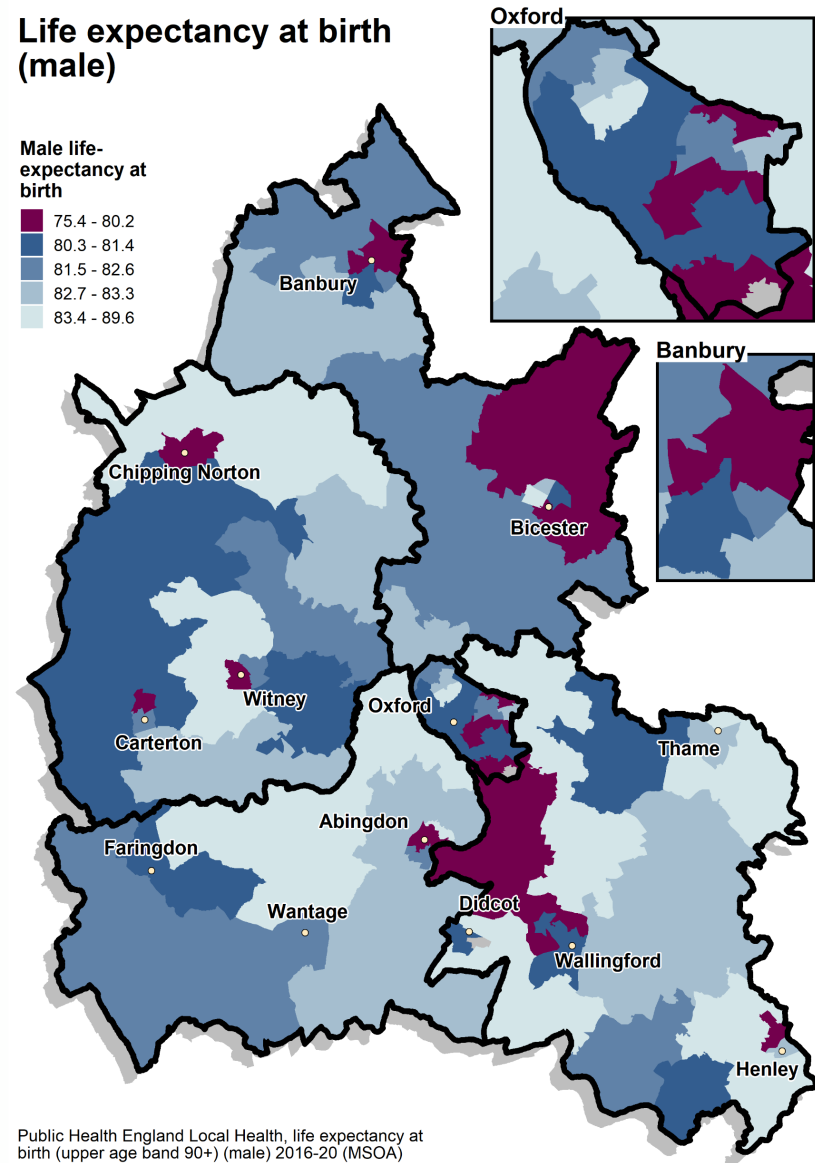 Life expectancy at birth
(male)
Oxford
Male life-
expectancy at
birth
75.4 - 80.2
80.3 - 81.4
81.5 - 82.6
82.7 - 83.3
83.4 - 89.6
Banbury
Banbury
Chipping Norton
Bicester
Witney
Oxford
Carterton
Thame
Abingdon
Faringdon
Didcot
Wantage
Wallingford
Henley
Public Health England Local Health, life expectancy at
birth (upper age band 90+) (male) 2016-20 (MSOA)